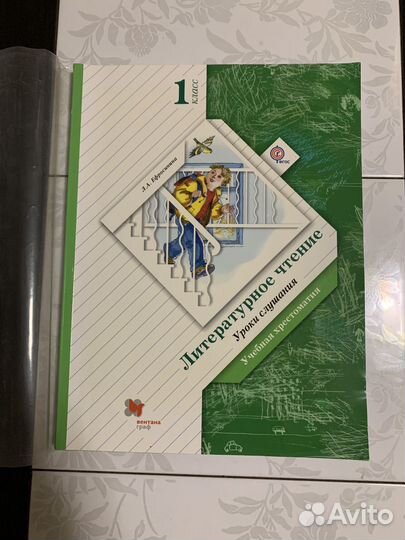 1
класс
ФГОС
Л.А. Ефросинина
Литературное чтение
Уроки слушания
Учебная хрестоматия
вентана
граф
Avito